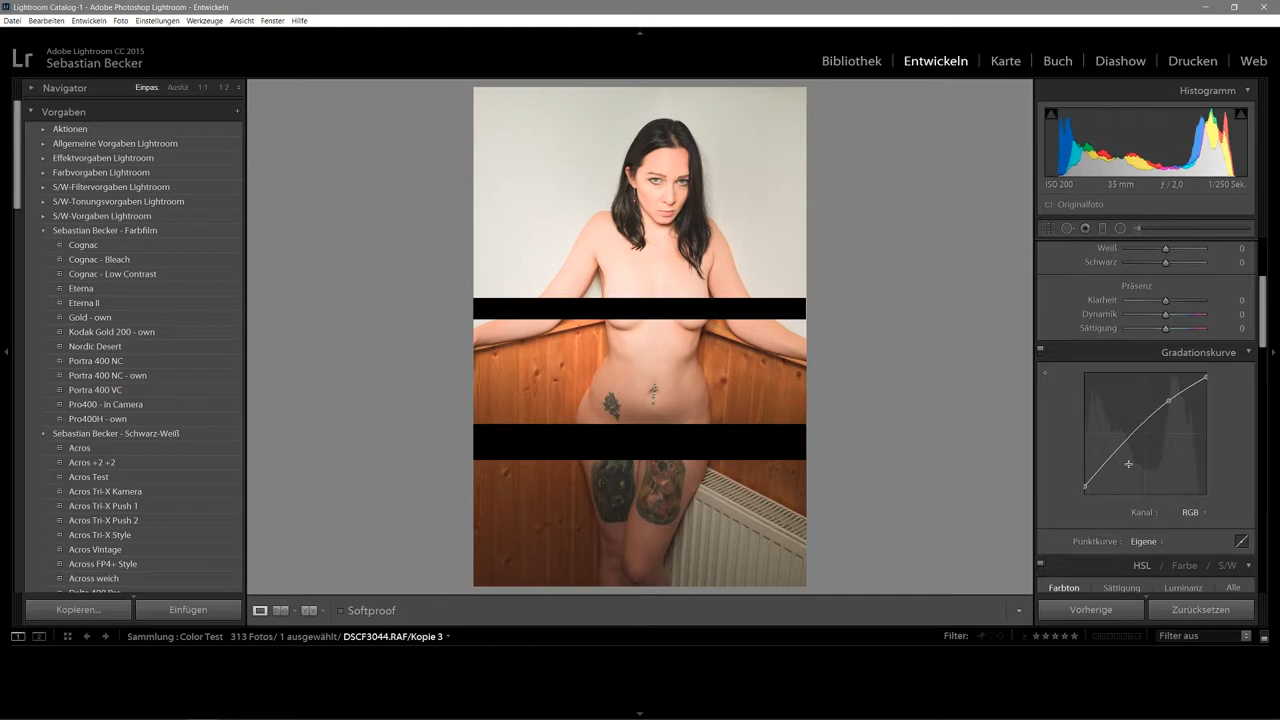 Lightroom Catalog-1 - Adobe Photoshop Lightroom - Entwickeln
Datei Bearbeiten Entwickeln Foto Einstellungen Werkzeuge Ansicht Fenster Hilfe
Lr
Adobe Lightroom CC 2015
Sebastian Becker
Bibliothek Entwickeln Karte Buch Diashow Drucken Web
Navigator Einpas. Ausfül 1:1 1:2
Vorgaben +
Aktionen
Allgemeine Vorgaben Lightroom
Effektvorgaben Lightroom
Farbvorgaben Lightroom
S/W-Filtervorgaben Lightroom
S/W-Tonungsvorgaben Lightroom
S/W-Vorgaben Lightroom
Sebastian Becker - Farbfilm
Cognac
Cognac - Bleach
Cognac - Low Contrast
Eterna
Eterna II
Gold - own
Kodak Gold 200 - own
Nordic Desert
Portra 400 NC
Portra 400 NC - own
Portra 400 VC
Pro400 - in Camera
Pro400H - own
Sebastian Becker - Schwarz-Weiß
Acros
Acros +2 +2
Acros Test
Acros Tri-X Kamera
Acros Tri-X Push 1
Acros Tri-X Push 2
Acros Tri-X Style
Acros Vintage
Across FP4+ Style
Across weich
Kopieren... Einfügen
Softproof
Histogramm
ISO 200 35 mm ƒ / 2,0 1/250 Sek.
Originalfoto
Weiß 0
Schwarz 0
Präsenz
Klarheit 0
Dynamik 0
Sättigung 0
Gradationskurve
Kanal : RGB
Punktkurve : Eigene
HSL / Farbe / S/W
Farbton Sättigung Luminanz Alle
Vorherige Zurücksetzen
1 2 Sammlung : Color Test 313 Fotos/ 1 ausgewählt/ DSCF3044.RAF/Kopie 3 Filter: Filter aus